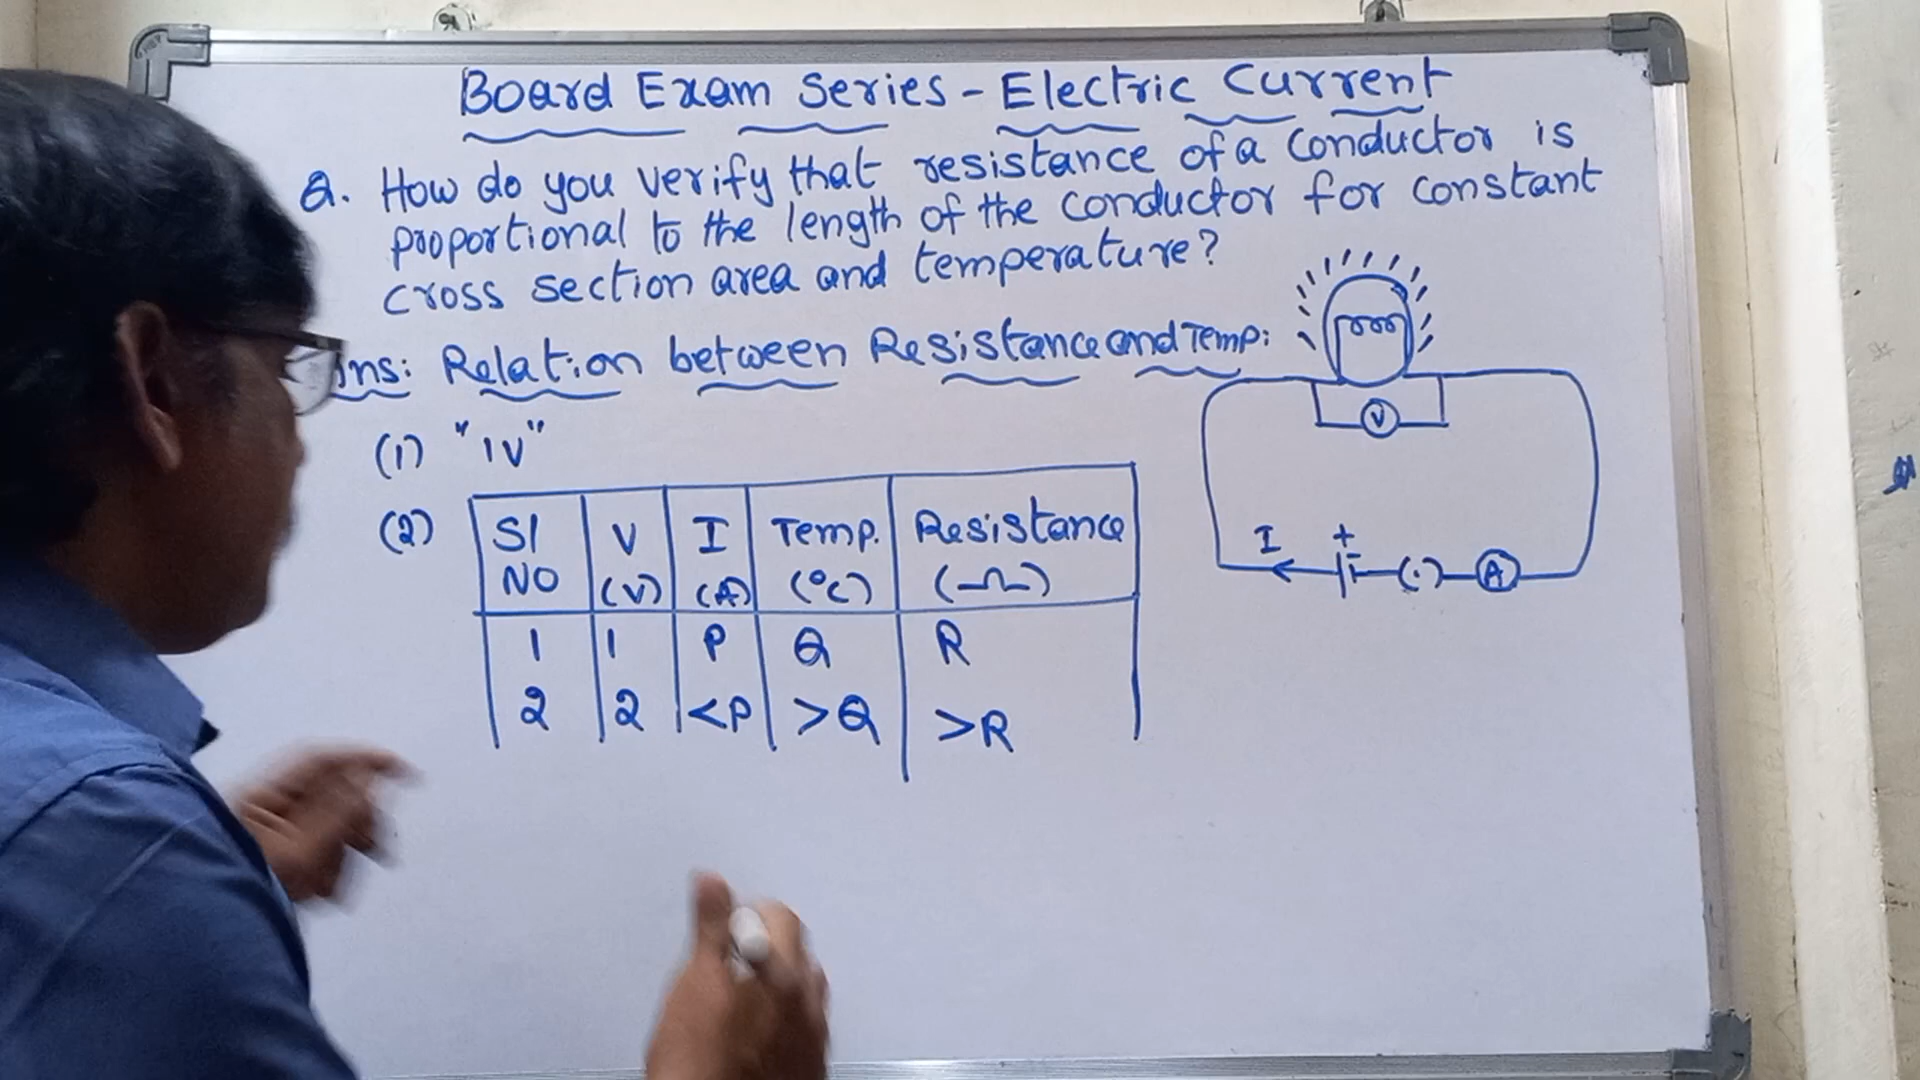 Board Exam Series - Electric Current
Q. How do you verify that resistance of a conductor is
proportional to the length of the conductor for constant
cross section area and temperature?
Ans: Relation between Resistance and Temp:
(1) "IV"
(2)
Sl NO V (V) I (A) Temp. (°C) Resistance (Ω)
1 1 P Q R
2 2 <P >Q >R
V
I + - (.) A